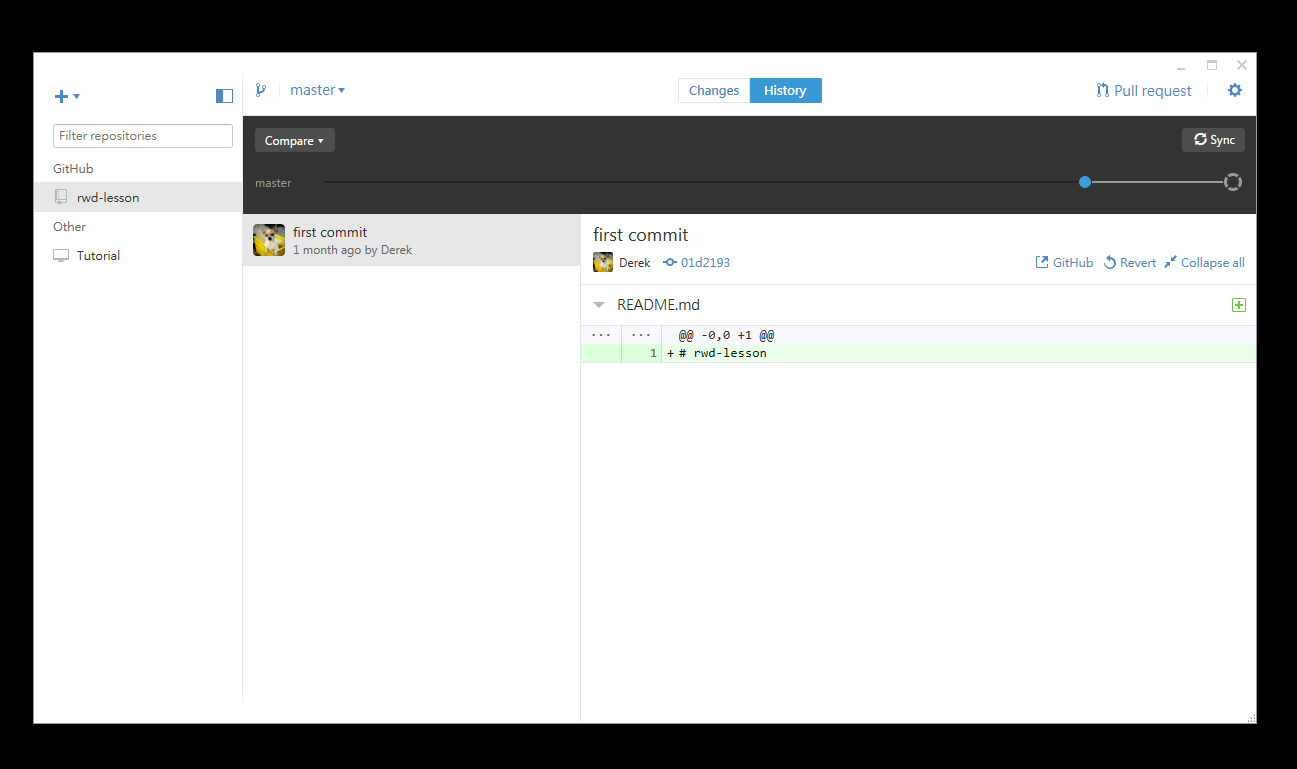 master
Changes
History
Pull request
Filter repositories
GitHub
rwd-lesson
Other
Tutorial
Compare
Sync
master
first commit
1 month ago by Derek
first commit
Derek
01d2193
GitHub
Revert
Collapse all
README.md
··· ··· @@ -0,0 +1 @@
1 + # rwd-lesson